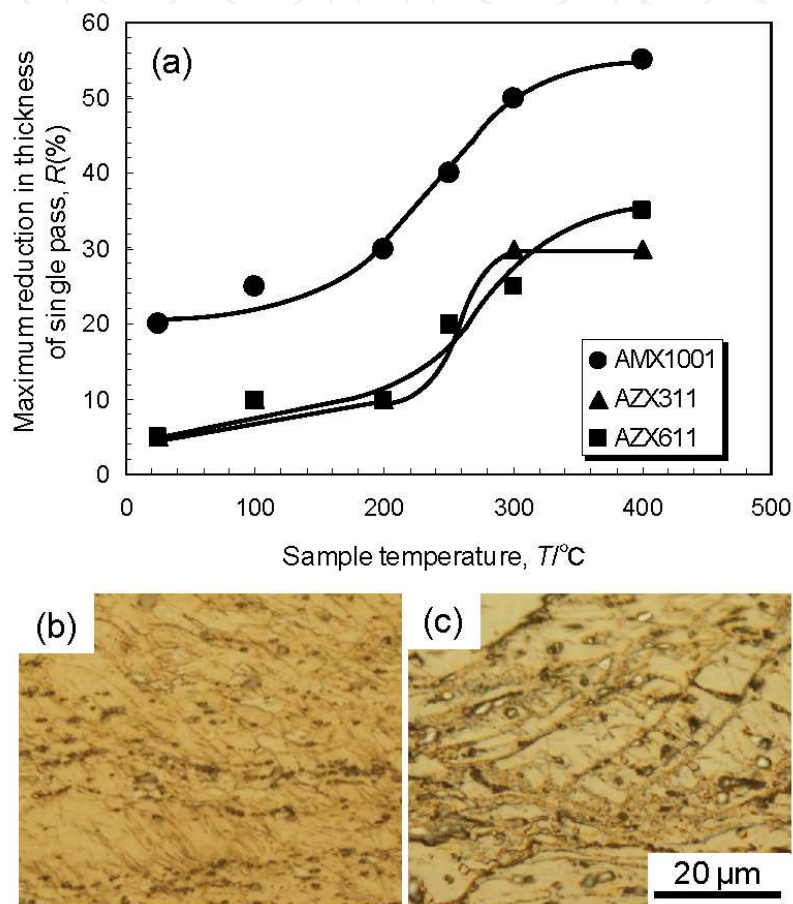 (a)
60
50
40
30
20
10
0
Maximum reduction in thickness
of single pass, R(%)
AMX1001
AZX311
AZX611
0 100 200 300 400 500
Sample temperature, T/°C
(b)
(c)
20 μm